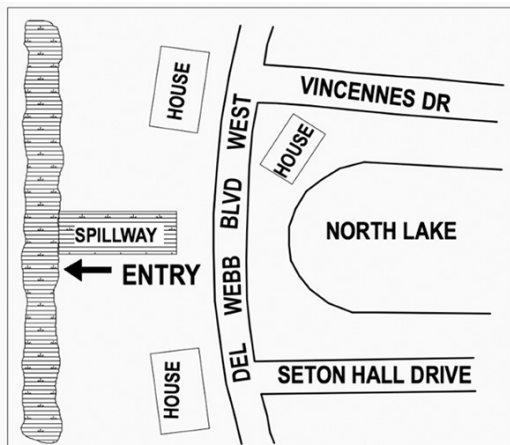 HOUSE
VINCENNES DR
HOUSE
DEL WEBB BLVD WEST
SPILLWAY
NORTH LAKE
ENTRY
HOUSE
SETON HALL DRIVE